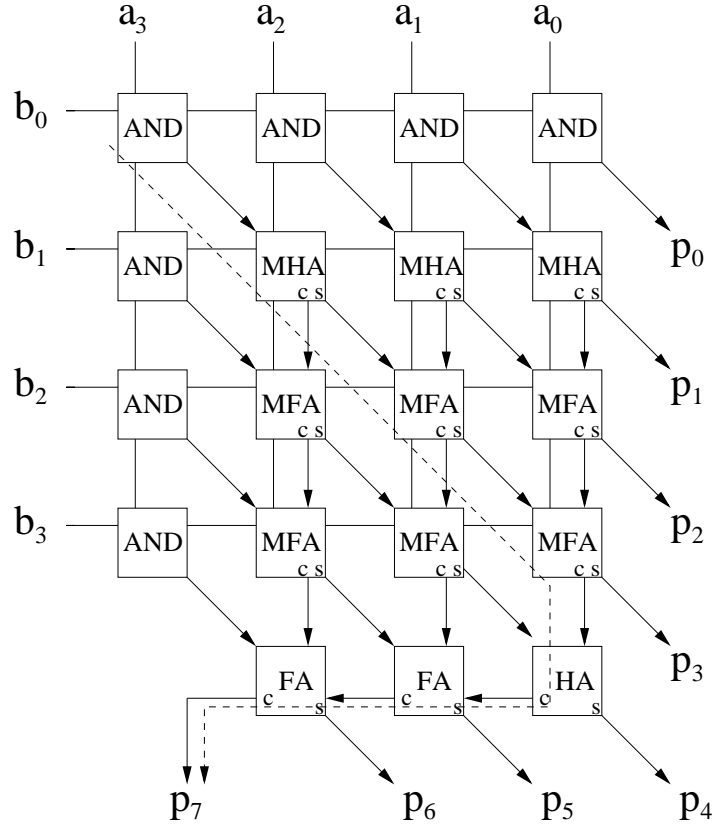 a₃ a₂ a₁ a₀
b₀ AND AND AND AND
b₁ AND MHA MHA MHA p₀
c s c s c s
b₂ AND MFA MFA MFA p₁
c s c s c s
b₃ AND MFA MFA MFA p₂
c s c s c s
FA FA HA p₃
c s c s c s
p₇ p₆ p₅ p₄